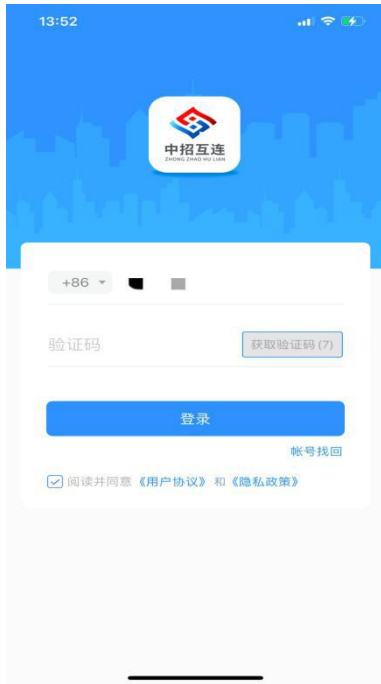 13:52
中招互连
ZHONG ZHAO HU LIAN
+86
验证码
获取验证码(7)
登录
帐号找回
阅读并同意《用户协议》和《隐私政策》